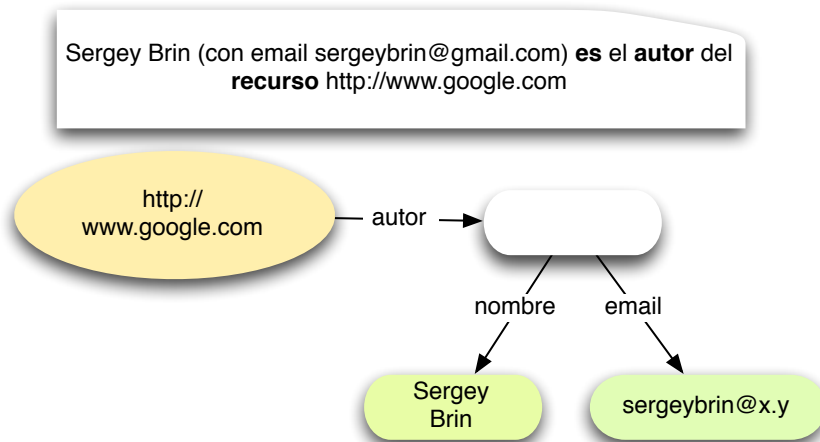 Sergey Brin (con email sergeybrin@gmail.com) es el autor del
recurso http://www.google.com
http://
www.google.com
autor
nombre
email
Sergey
Brin
sergeybrin@x.y